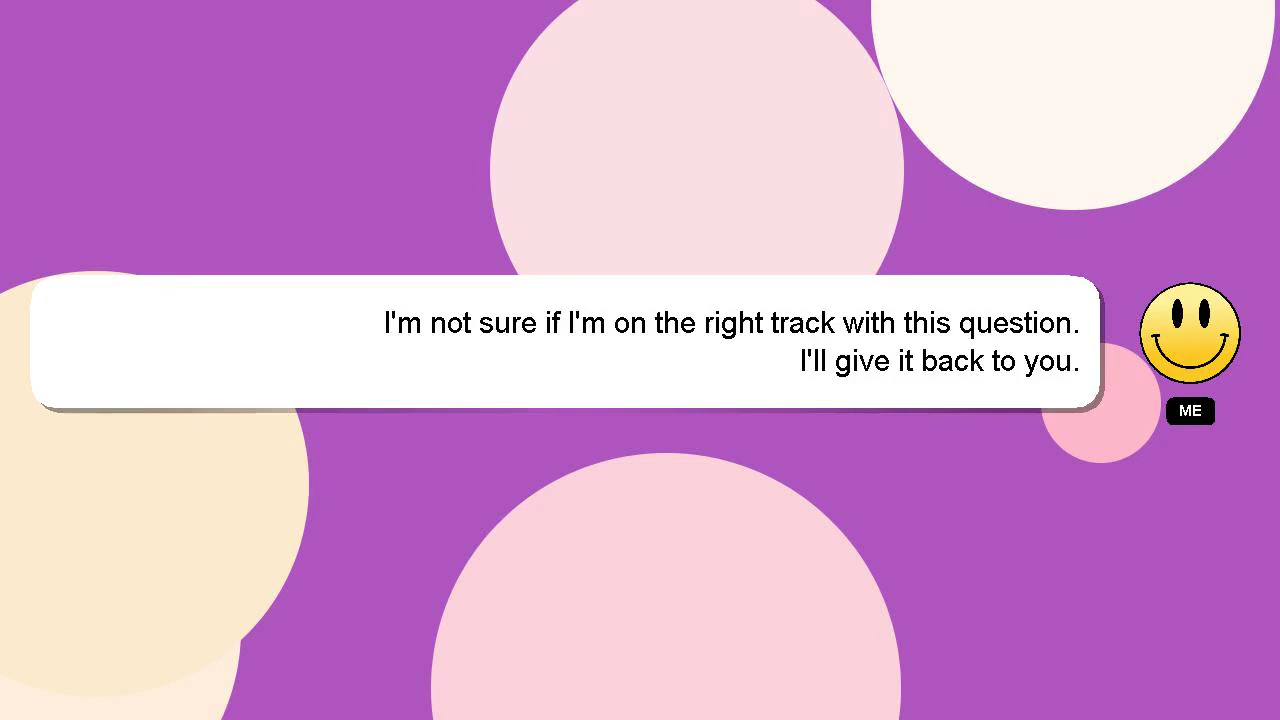 I'm not sure if I'm on the right track with this question.
I'll give it back to you.
ME